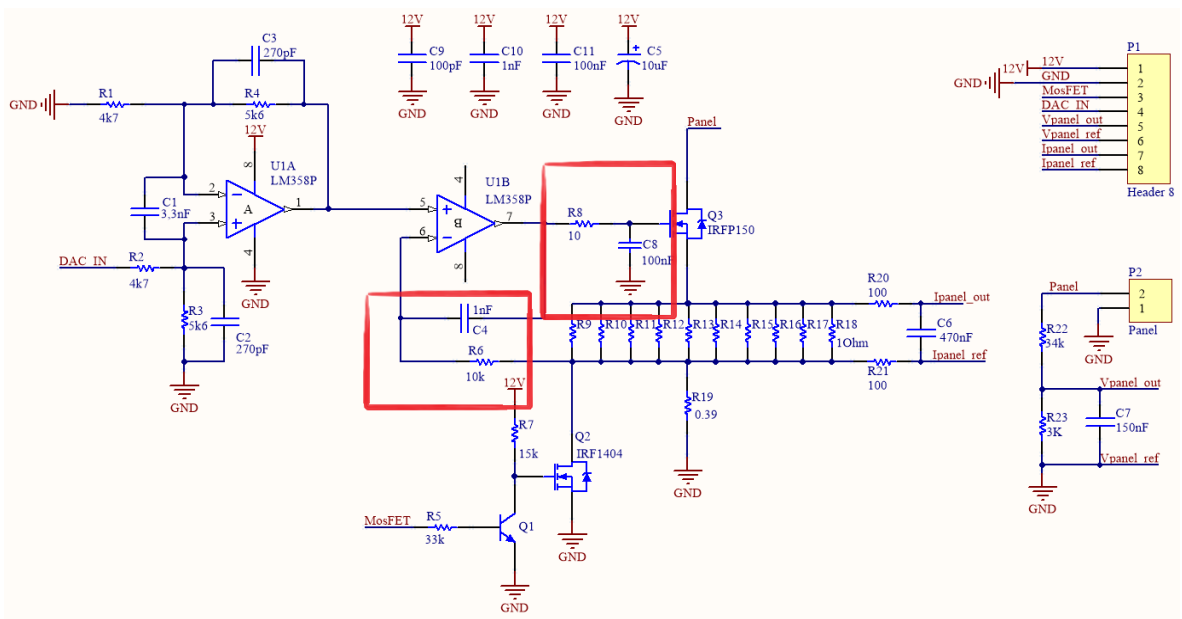 C3
270pF
GND
R1
4k7
R4
5k6
12V
8
U1A
LM358P
2
3
A
1
4
GND
C1
3,3nF
DAC_IN
R2
4k7
R3
5k6
C2
270pF
GND
12V
C9
100pF
GND
12V
C10
1nF
GND
12V
C11
100nF
GND
12V
+
C5
10uF
GND
4
U1B
LM358P
5
6
B
7
8
R8
10
C8
100nF
GND
Panel
Q3
IRFP150
1nF
C4
R6
10k
R9
R10
R11
R12
R13
R14
R15
R16
R17
R18
1Ohm
R20
100
Ipanel_out
C6
470nF
Ipanel_ref
R21
100
R19
0.39
GND
12V
R7
15k
Q2
IRF1404
GND
MosFET
R5
33k
Q1
GND
P1
12V 12V 1
GND GND 2
MosFET 3
DAC_IN 4
Vpanel_out 5
Vpanel_ref 6
Ipanel_out 7
Ipanel_ref 8
Header 8
P2
Panel 2
1
Panel
GND
R22
34k
Vpanel_out
R23
3K
C7
150nF
Vpanel_ref
GND